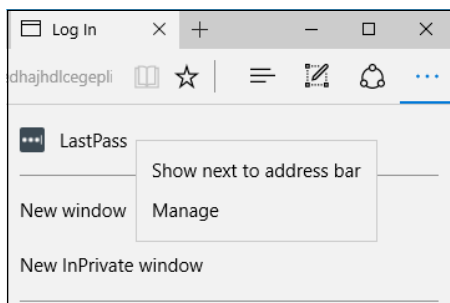 Log In
dhajhdlcegepli
LastPass
Show next to address bar
New window
Manage
New InPrivate window